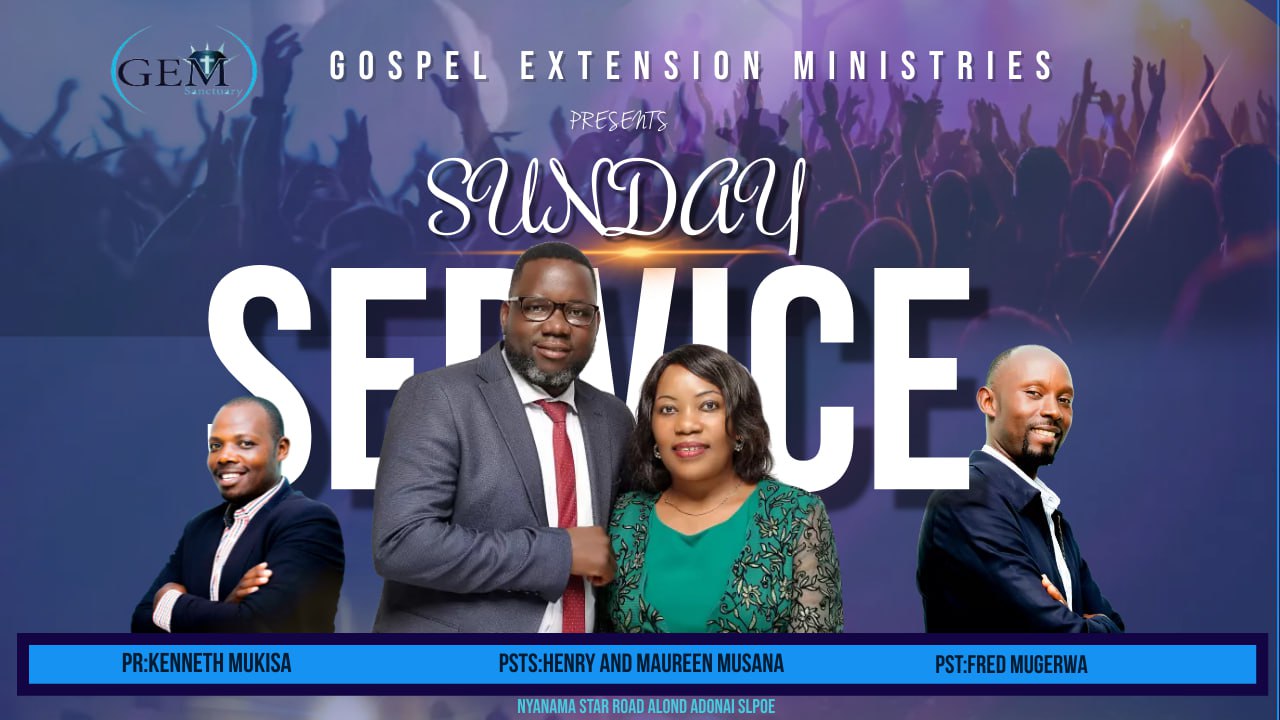 GEM
Sanctuary
GOSPEL EXTENSION MINISTRIES
PRESENTS
SUNDAY
SERVICE
PR:KENNETH MUKISA
PSTS:HENRY AND MAUREEN MUSANA
PST:FRED MUGERWA
NYANAMA STAR ROAD ALOND ADONAI SLPOE